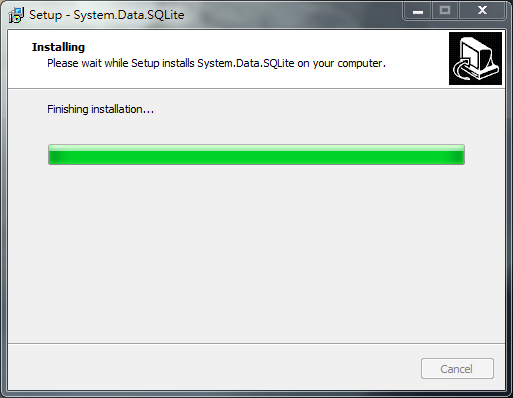 Setup - System.Data.SQLite
Installing
Please wait while Setup installs System.Data.SQLite on your computer.
Finishing installation...
Cancel